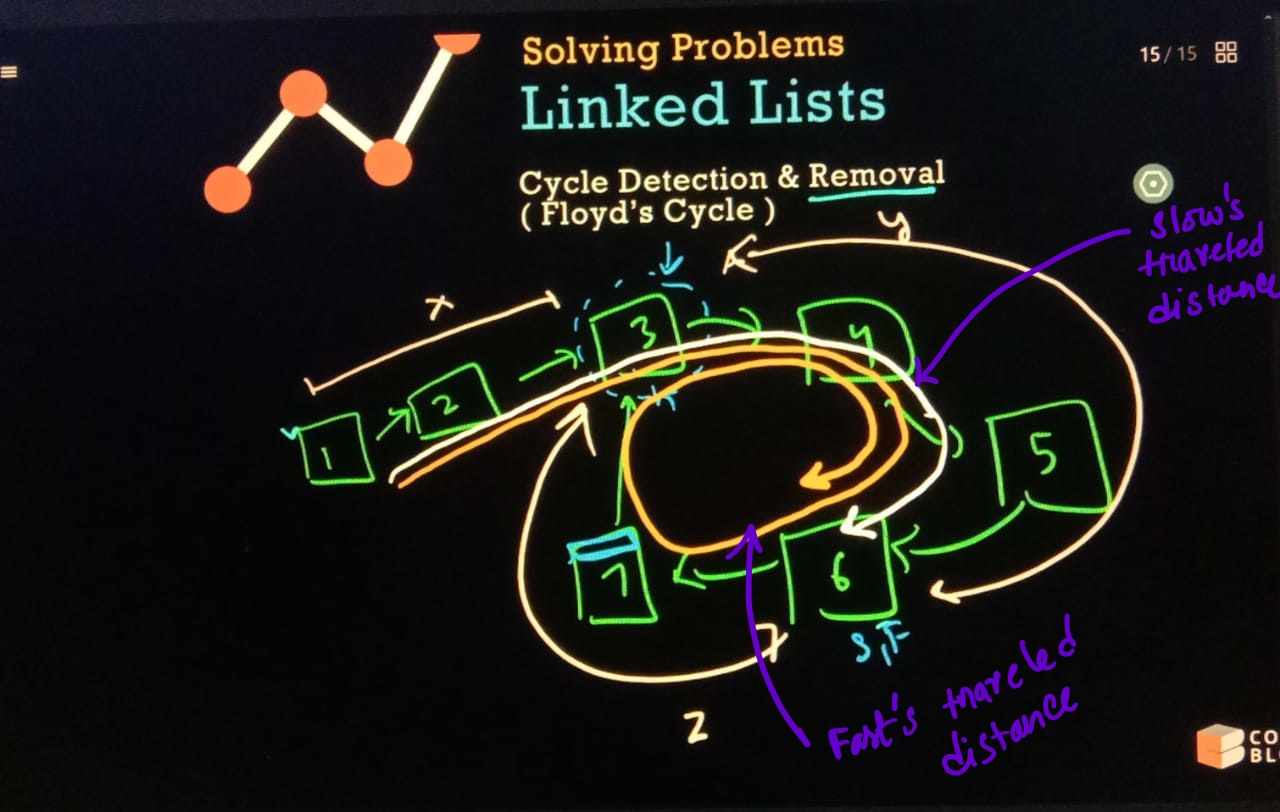 Solving Problems
15/15
Linked Lists
Cycle Detection & Removal
( Floyd's Cycle )
y
Slow's
traveled
distance
x
3
4
2
1
5
7
6
S,F
Fast's traveled
distance
z
CO
BL